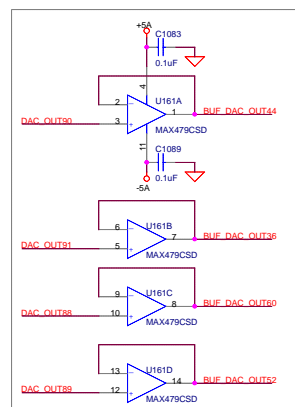 +5A
C1083
0.1uF
4
U161A
2
1
BUF_DAC_OUT44
DAC_OUT90
3
MAX479CSD
11
C1089
0.1uF
-5A
U161B
6
7
BUF_DAC_OUT36
DAC_OUT91
5
MAX479CSD
U161C
9
8
BUF_DAC_OUT60
DAC_OUT88
10
MAX479CSD
U161D
13
14
BUF_DAC_OUT52
DAC_OUT89
12
MAX479CSD